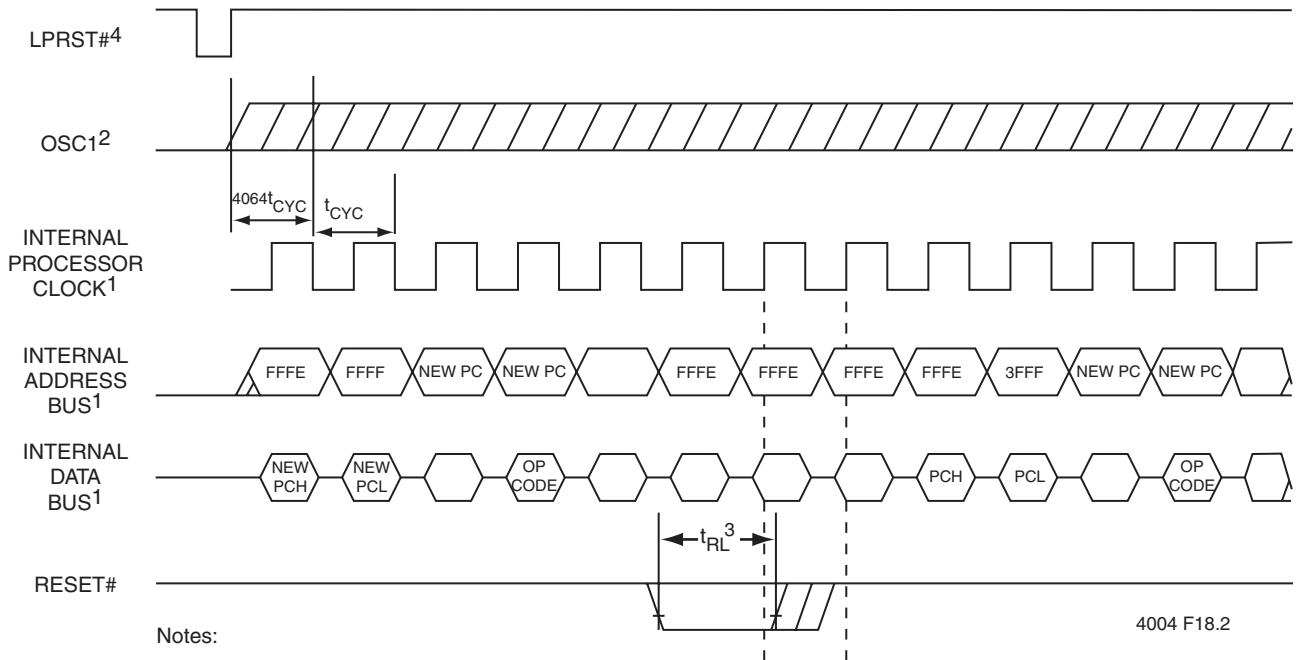 LPRST#4
OSC12
4064tCYC
tCYC
INTERNAL
PROCESSOR
CLOCK1
INTERNAL
ADDRESS
BUS1
FFFE FFFF NEW PC NEW PC FFFE FFFE FFFE FFFE 3FFF NEW PC NEW PC
INTERNAL
DATA
BUS1
NEW PCH
NEW PCL
OP CODE
PCH
PCL
OP CODE
tRL3
RESET#
Notes:
4004 F18.2